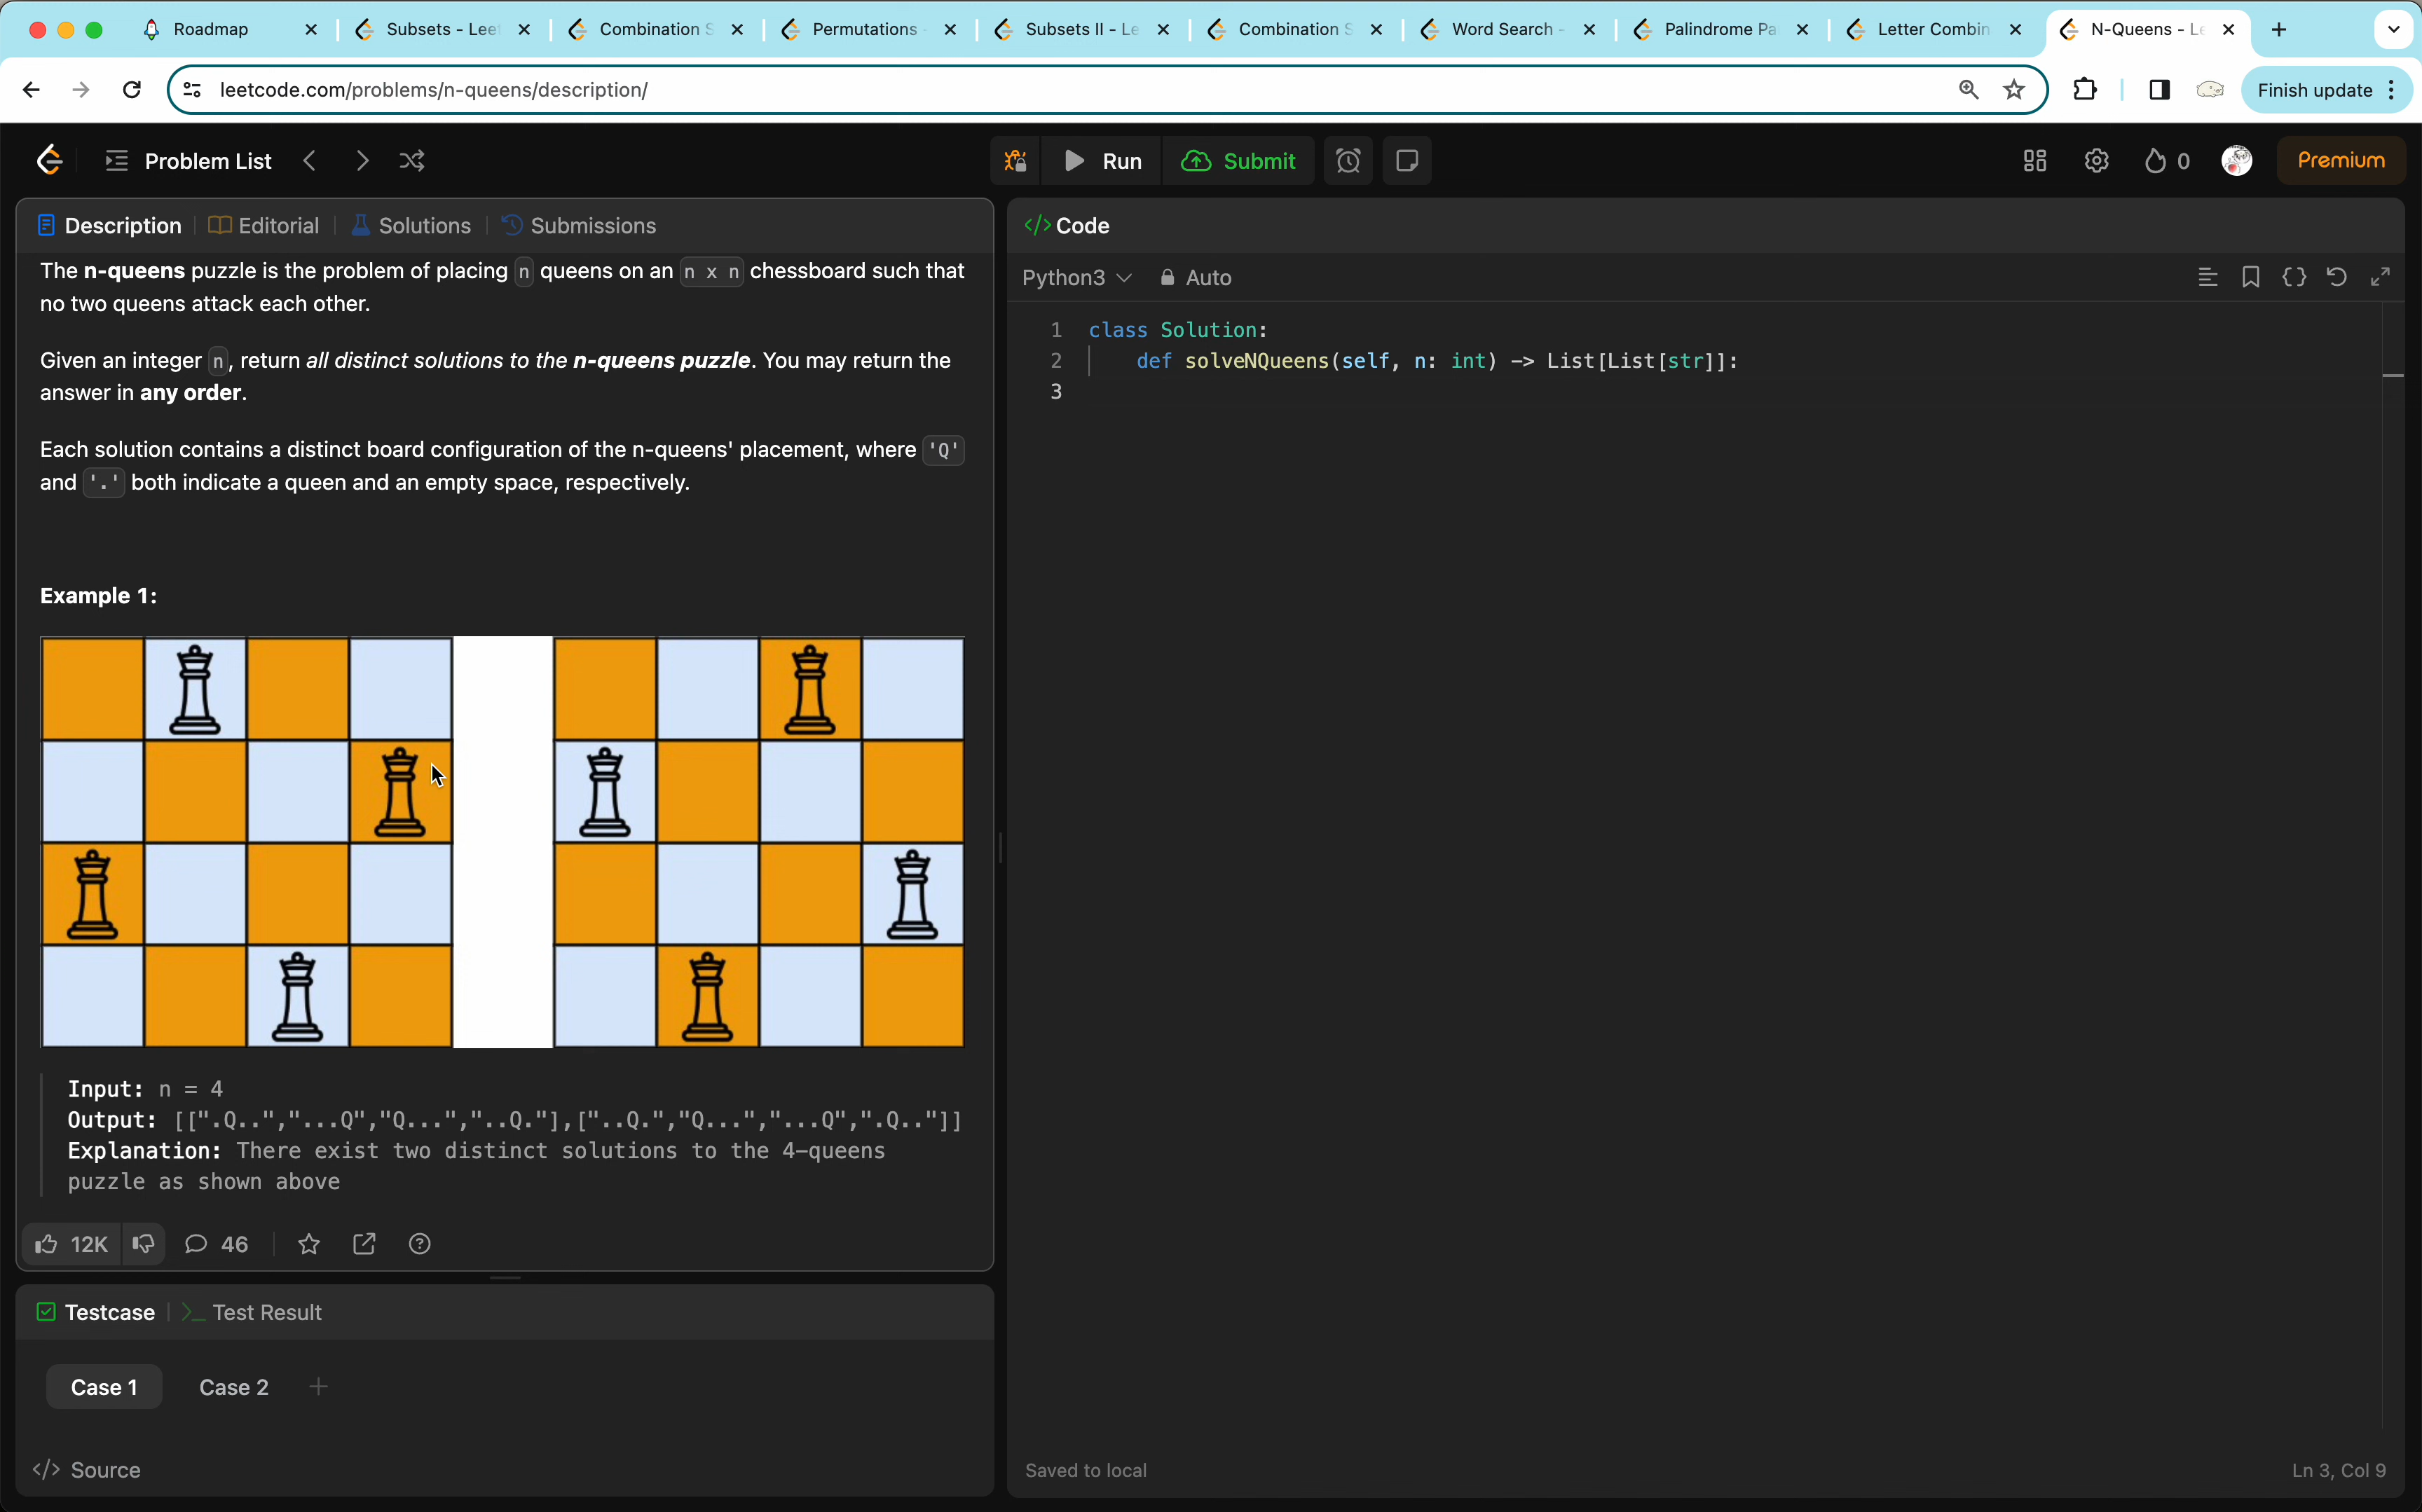 Roadmap
Subsets - Leet
Combination S
Permutations -
Subsets II - Le
Combination S
Word Search -
Palindrome Pa
Letter Combin
N-Queens - Le
leetcode.com/problems/n-queens/description/
Finish update
Problem List
Run
Submit
0
Premium
Description
Editorial
Solutions
Submissions
The n-queens puzzle is the problem of placing n queens on an n x n chessboard such that
no two queens attack each other.
Given an integer n, return all distinct solutions to the n-queens puzzle. You may return the
answer in any order.
Each solution contains a distinct board configuration of the n-queens' placement, where 'Q'
and '.' both indicate a queen and an empty space, respectively.
Example 1:
Input: n = 4
Output: [[".Q..","...Q","Q...","..Q."],["..Q.","Q...","...Q",".Q.."]]
Explanation: There exist two distinct solutions to the 4-queens
puzzle as shown above
12K
46
Testcase
Test Result
Case 1
Case 2
</> Source
</> Code
Python3
Auto
1 class Solution:
2     def solveNQueens(self, n: int) -> List[List[str]]:
3
Saved to local
Ln 3, Col 9